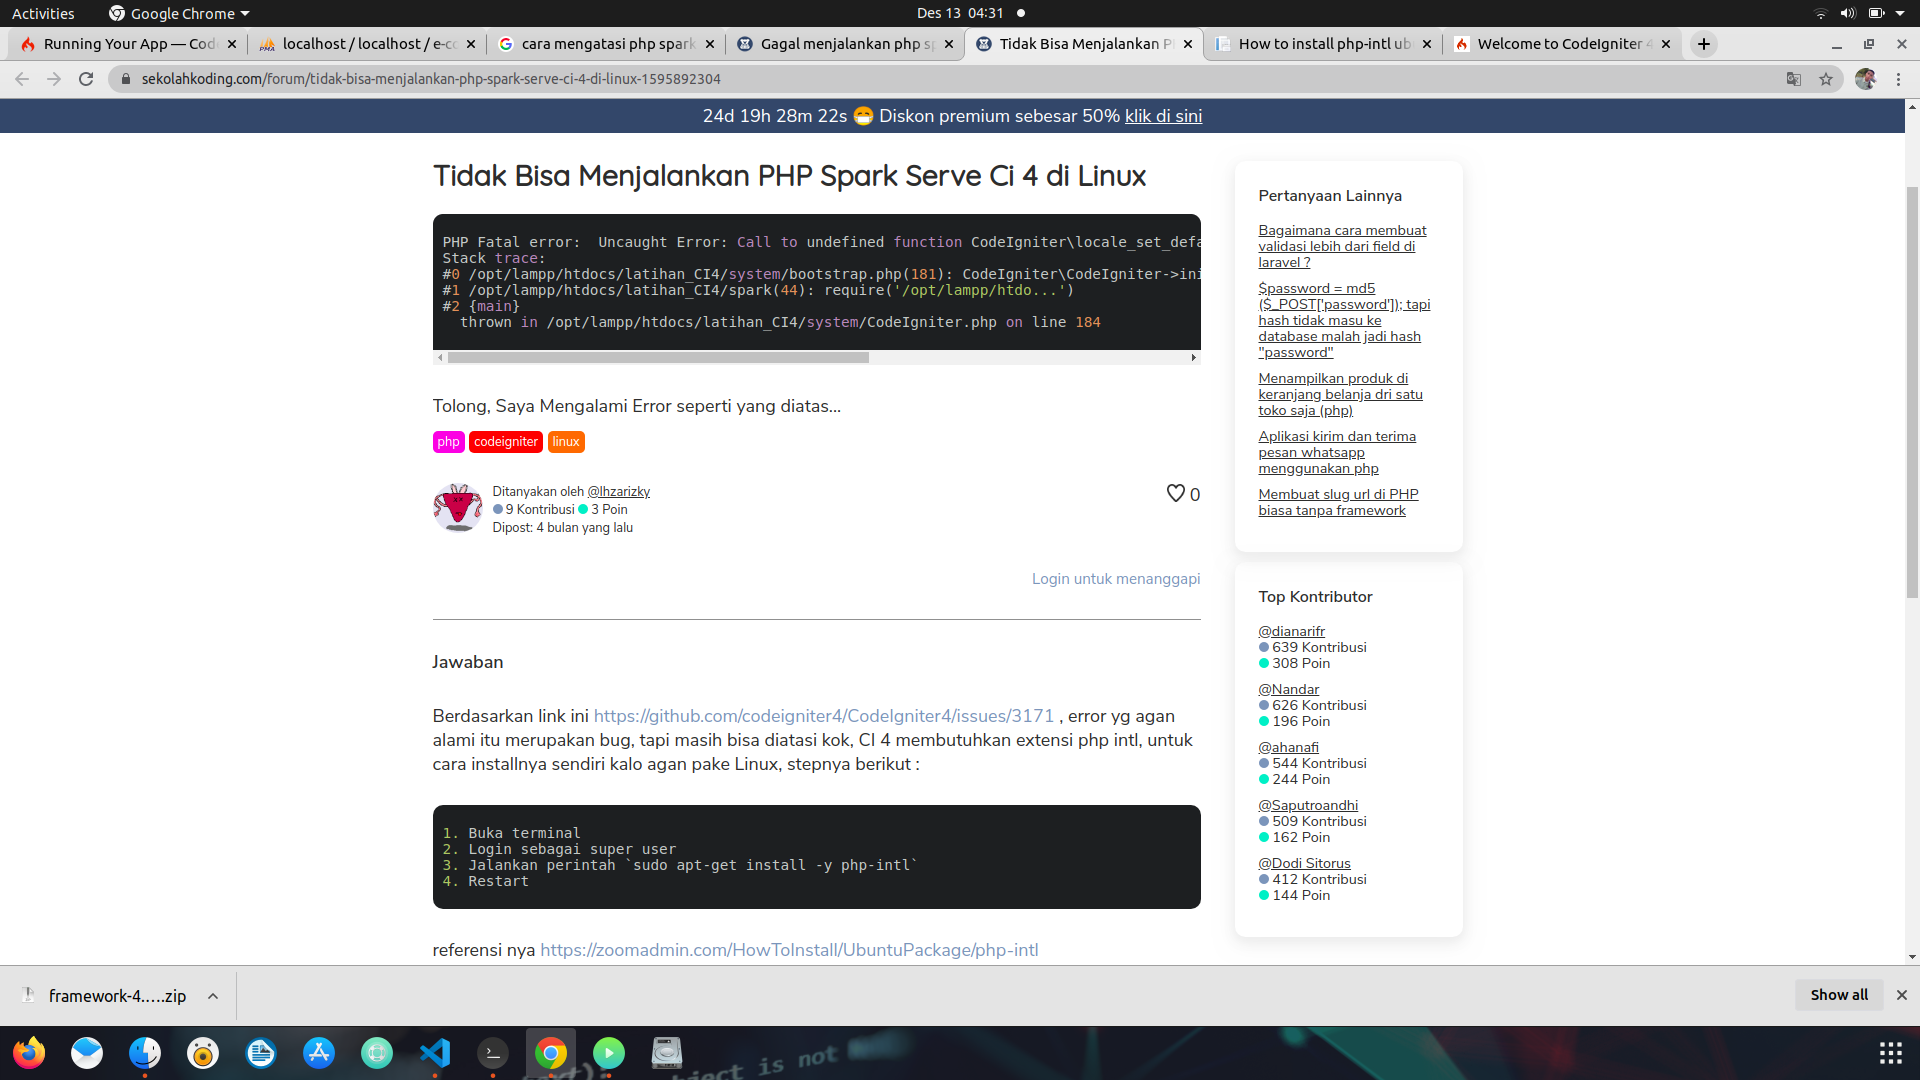 Activities
Google Chrome
Des 13 04:31
Running Your App — Cod
localhost / localhost / e-co
cara mengatasi php spark
Gagal menjalankan php sp
Tidak Bisa Menjalankan P
How to install php-intl ub
Welcome to CodeIgniter 4
sekolahkoding.com/forum/tidak-bisa-menjalankan-php-spark-serve-ci-4-di-linux-1595892304
24d 19h 28m 22s 😷 Diskon premium sebesar 50% klik di sini
Tidak Bisa Menjalankan PHP Spark Serve Ci 4 di Linux
PHP Fatal error:  Uncaught Error: Call to undefined function CodeIgniter\locale_set_defa
Stack trace:
#0 /opt/lampp/htdocs/latihan_CI4/system/bootstrap.php(181): CodeIgniter\CodeIgniter->ini
#1 /opt/lampp/htdocs/latihan_CI4/spark(44): require('/opt/lampp/htdo...')
#2 {main}
  thrown in /opt/lampp/htdocs/latihan_CI4/system/CodeIgniter.php on line 184
Tolong, Saya Mengalami Error seperti yang diatas...
php codeigniter linux
Ditanyakan oleh @lhzarizky
9 Kontribusi 3 Poin
Dipost: 4 bulan yang lalu
0
Login untuk menanggapi
Jawaban
Berdasarkan link ini https://github.com/codeigniter4/CodeIgniter4/issues/3171 , error yg agan
alami itu merupakan bug, tapi masih bisa diatasi kok, CI 4 membutuhkan extensi php intl, untuk
cara installnya sendiri kalo agan pake Linux, stepnya berikut :
1. Buka terminal
2. Login sebagai super user
3. Jalankan perintah `sudo apt-get install -y php-intl`
4. Restart
referensi nya https://zoomadmin.com/HowToInstall/UbuntuPackage/php-intl
Pertanyaan Lainnya
Bagaimana cara membuat
validasi lebih dari field di
laravel ?
$password = md5
($_POST['password']); tapi
hash tidak masu ke
database malah jadi hash
"password"
Menampilkan produk di
keranjang belanja dri satu
toko saja (php)
Aplikasi kirim dan terima
pesan whatsapp
menggunakan php
Membuat slug url di PHP
biasa tanpa framework
Top Kontributor
@dianarifr
639 Kontribusi
308 Poin
@Nandar
626 Kontribusi
196 Poin
@ahanafi
544 Kontribusi
244 Poin
@Saputroandhi
509 Kontribusi
162 Poin
@Dodi Sitorus
412 Kontribusi
144 Poin
framework-4.….zip
Show all
ject is not